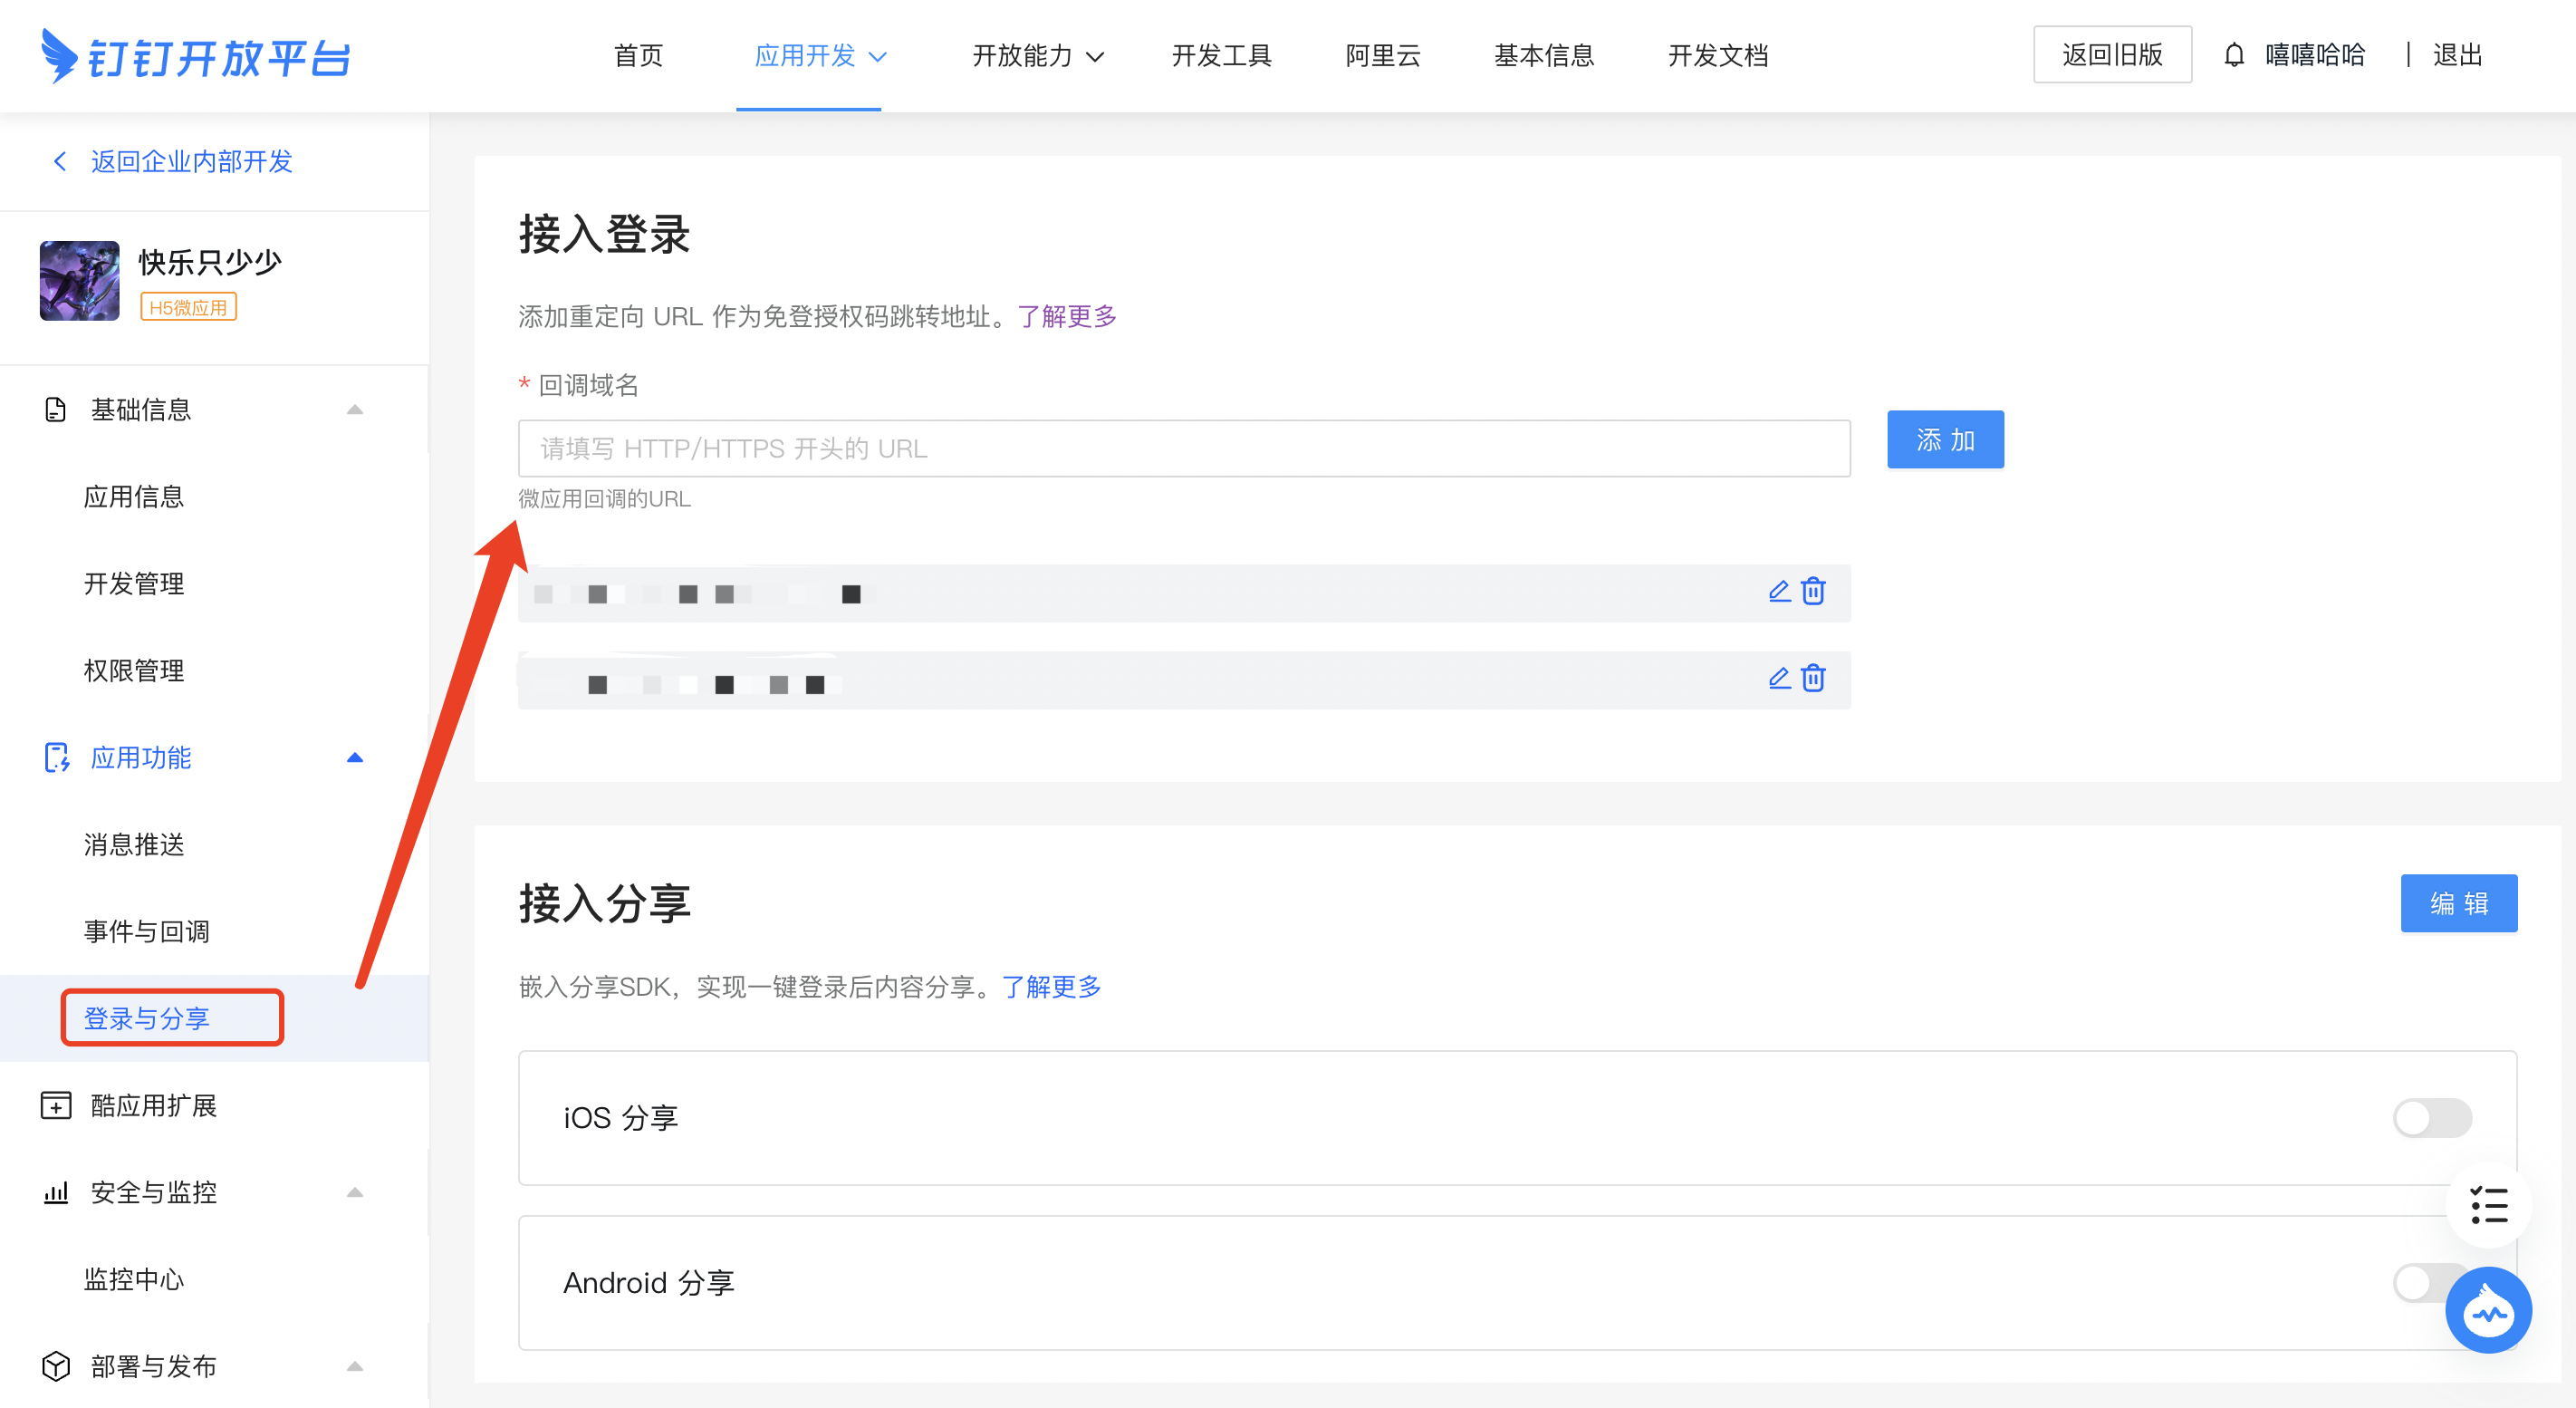 钉钉开放平台
首页 应用开发 开放能力 开发工具 阿里云 基本信息 开发文档 返回旧版 嘻嘻哈哈 | 退出
返回企业内部开发
快乐只少少
H5微应用
基础信息
应用信息
开发管理
权限管理
应用功能
消息推送
事件与回调
登录与分享
酷应用扩展
安全与监控
监控中心
部署与发布
接入登录
添加重定向 URL 作为免登授权码跳转地址。了解更多
* 回调域名
请填写 HTTP/HTTPS 开头的 URL
添 加
微应用回调的URL
接入分享
编 辑
嵌入分享SDK，实现一键登录后内容分享。了解更多
iOS 分享
Android 分享